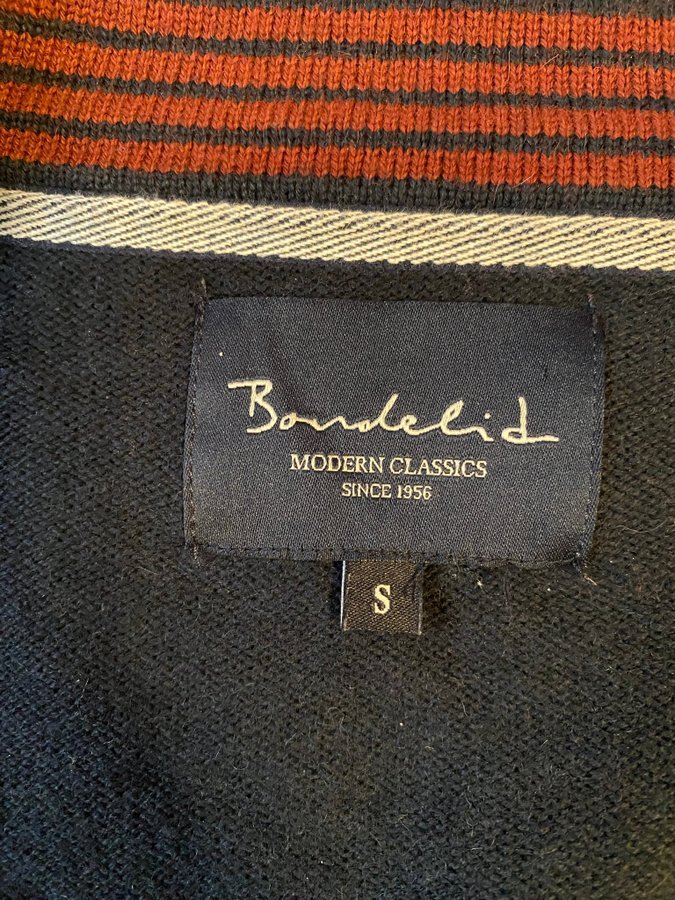 Bondelid
MODERN CLASSICS
SINCE 1956
S